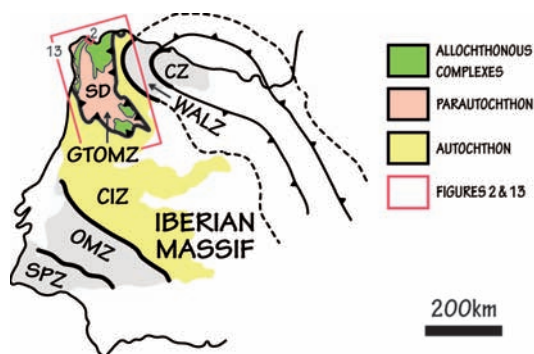 13
2
SD
GTOMZ
CZ
WALZ
CIZ
IBERIAN
MASSIF
OMZ
SPZ
ALLOCHTHONOUS
COMPLEXES
PARAUTOCHTHON
AUTOCHTHON
FIGURES 2 & 13
200km